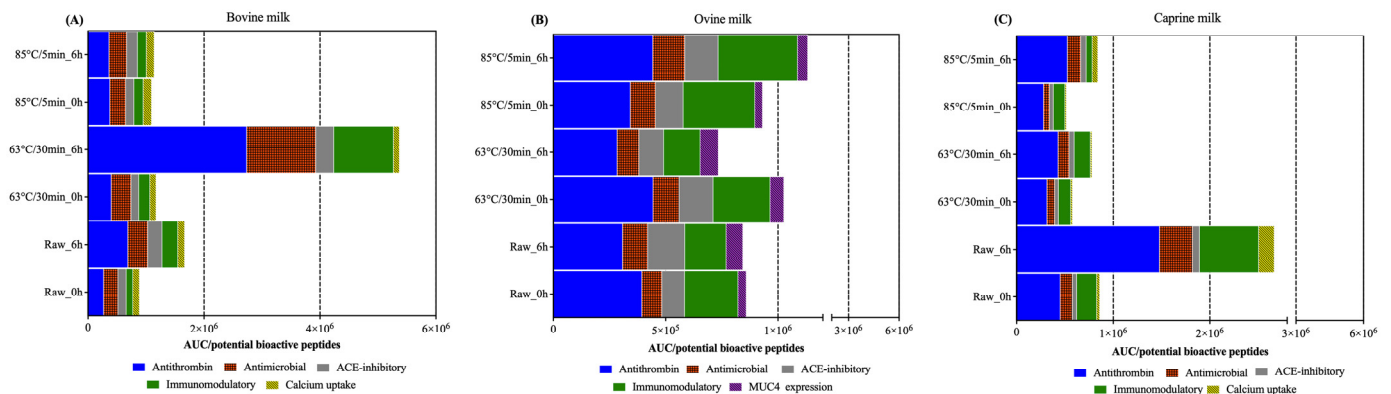 (A)
Bovine milk
85°C/5min_6h
85°C/5min_0h
63°C/30min_6h
63°C/30min_0h
Raw_6h
Raw_0h
0
2×10⁶
4×10⁶
6×10⁶
AUC/potential bioactive peptides
Antithrombin
Antimicrobial
ACE-inhibitory
Immunomodulatory
Calcium uptake
(B)
Ovine milk
85°C/5min_6h
85°C/5min_0h
63°C/30min_6h
63°C/30min_0h
Raw_6h
Raw_0h
0
5×10⁵
1×10⁶
3×10⁶
6×10⁶
AUC/potential bioactive peptides
Antithrombin
Antimicrobial
ACE-inhibitory
Immunomodulatory
MUC4 expression
(C)
Caprine milk
85°C/5min_6h
85°C/5min_0h
63°C/30min_6h
63°C/30min_0h
Raw_6h
Raw_0h
0
1×10⁶
2×10⁶
3×10⁶
6×10⁶
AUC/potential bioactive peptides
Antithrombin
Antimicrobial
ACE-inhibitory
Immunomodulatory
Calcium uptake